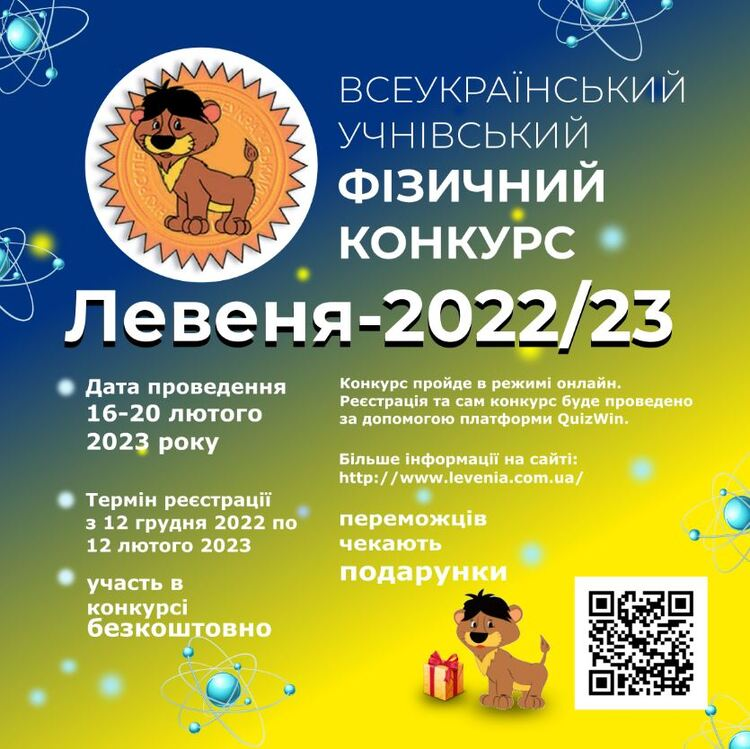 ВСЕУКРАЇНСЬКИЙ
УЧНІВСЬКИЙ
ФІЗИЧНИЙ
КОНКУРС
Левеня-2022/23
Дата проведення
16-20 лютого
2023 року
Термін реєстрації
з 12 грудня 2022 по
12 лютого 2023
участь в
конкурсі
безкоштовно
Конкурс пройде в режимі онлайн.
Реєстрація та сам конкурс буде проведено
за допомогою платформи QuizWin.
Більше інформації на сайті:
http://www.levenia.com.ua/
переможців
чекають
подарунки